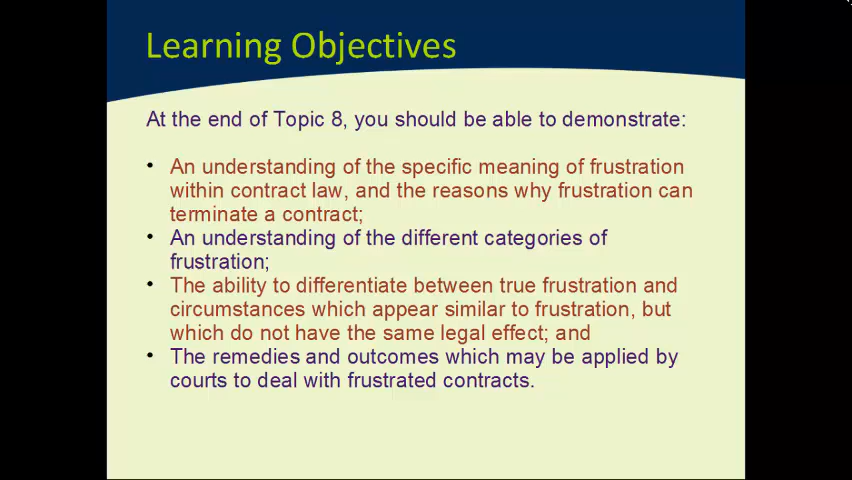 Learning Objectives
At the end of Topic 8, you should be able to demonstrate:
• An understanding of the specific meaning of frustration
within contract law, and the reasons why frustration can
terminate a contract;
• An understanding of the different categories of
frustration;
• The ability to differentiate between true frustration and
circumstances which appear similar to frustration, but
which do not have the same legal effect; and
• The remedies and outcomes which may be applied by
courts to deal with frustrated contracts.